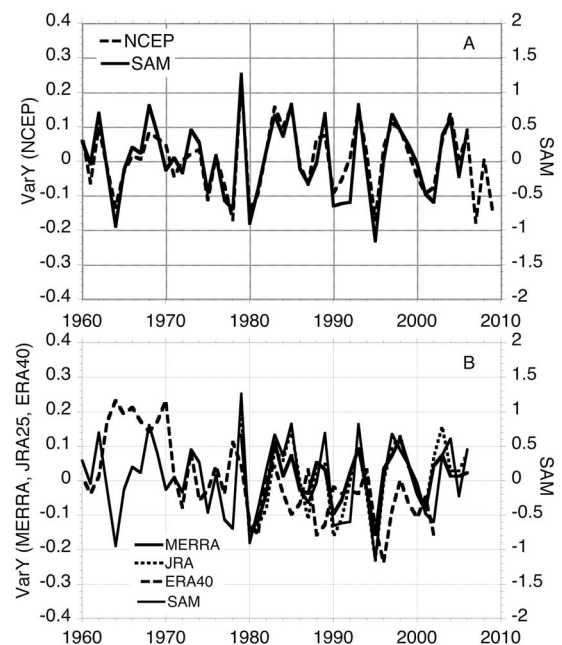 0.4
0.3
0.2
0.1
0
-0.1
-0.2
-0.3
-0.4
VarY (NCEP)
NCEP
SAM
A
2
1.5
1
0.5
0
-0.5
-1
-1.5
-2
SAM
1960 1970 1980 1990 2000 2010
0.4
0.3
0.2
0.1
0
-0.1
-0.2
-0.3
-0.4
VarY (MERRA, JRA25, ERA40)
B
MERRA
JRA
ERA40
SAM
2
1.5
1
0.5
0
-0.5
-1
-1.5
-2
SAM
1960 1970 1980 1990 2000 2010